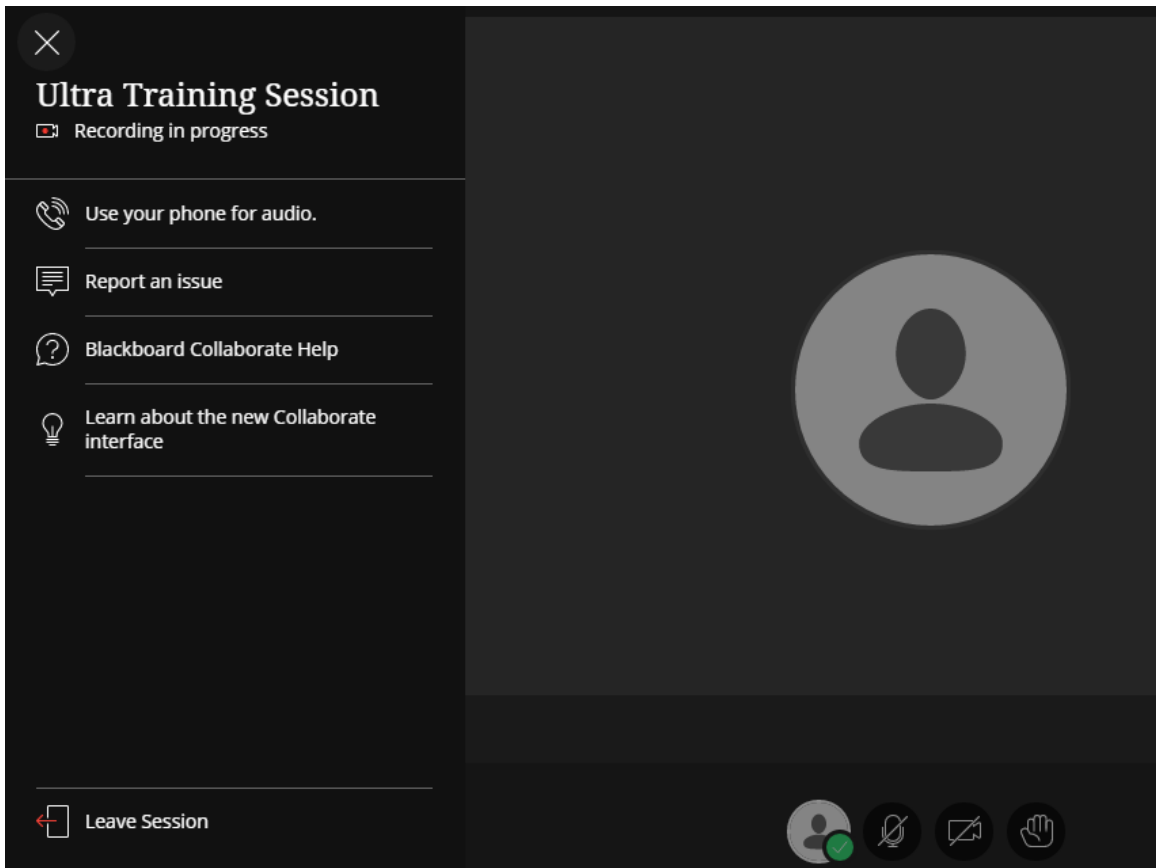 Ultra Training Session
Recording in progress
Use your phone for audio.
Report an issue
Blackboard Collaborate Help
Learn about the new Collaborate
interface
Leave Session